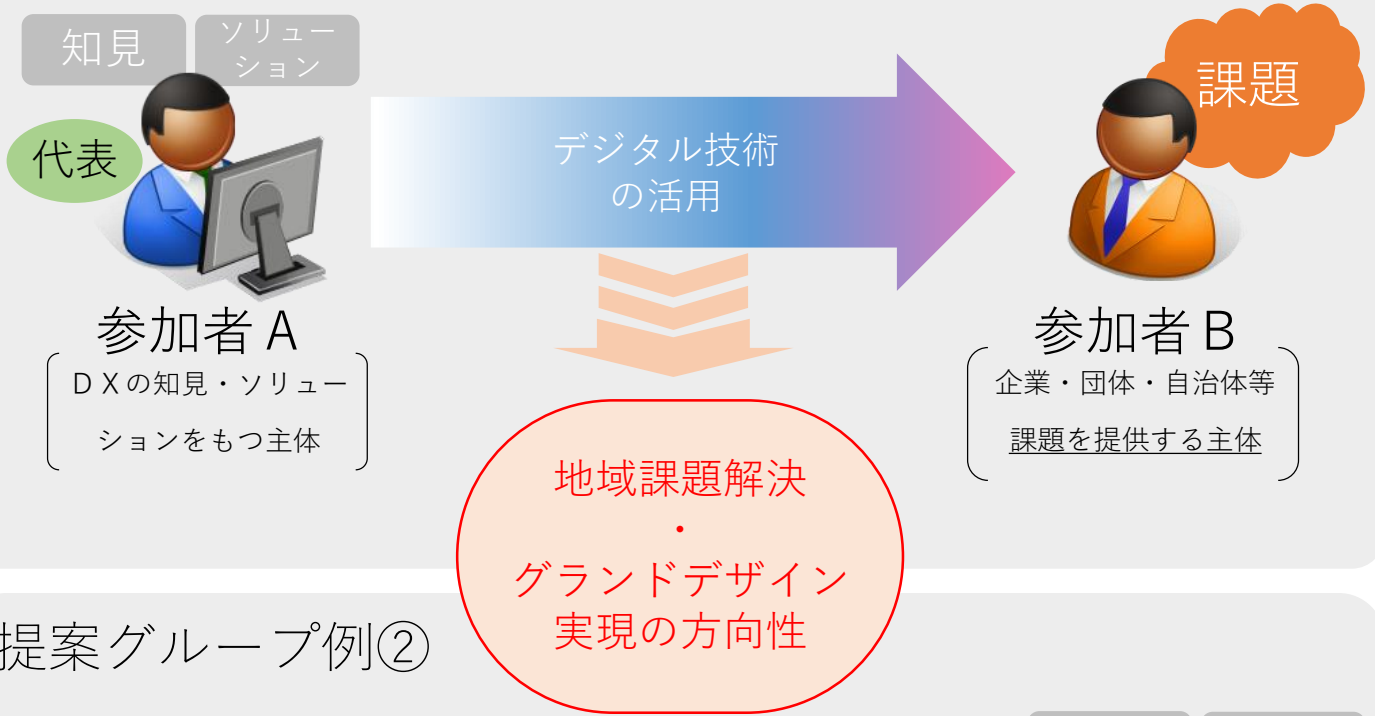 知見
ソリュー
ション
課題
代表
デジタル技術
の活用
参加者A
ＤＸの知見・ソリュー
ションをもつ主体
参加者B
企業・団体・自治体等
課題を提供する主体
地域課題解決
・
グランドデザイン
実現の方向性
提案グループ例②